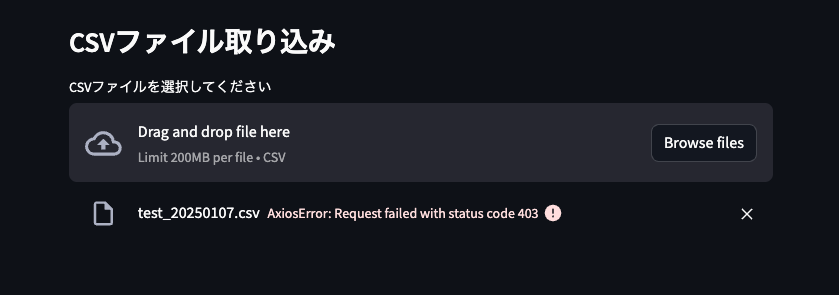 CSVファイル取り込み
CSVファイルを選択してください
Drag and drop file here
Limit 200MB per file • CSV
Browse files
test_20250107.csv AxiosError: Request failed with status code 403